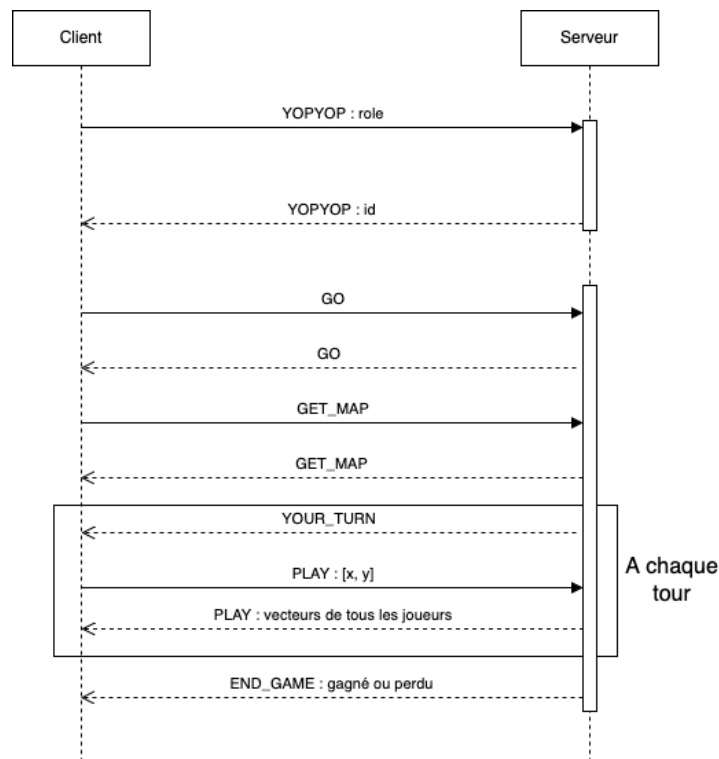 Client
Serveur
YOPYOP : role
YOPYOP : id
GO
GO
GET_MAP
GET_MAP
YOUR_TURN
PLAY : [x, y]
A chaque
tour
PLAY : vecteurs de tous les joueurs
END_GAME : gagné ou perdu